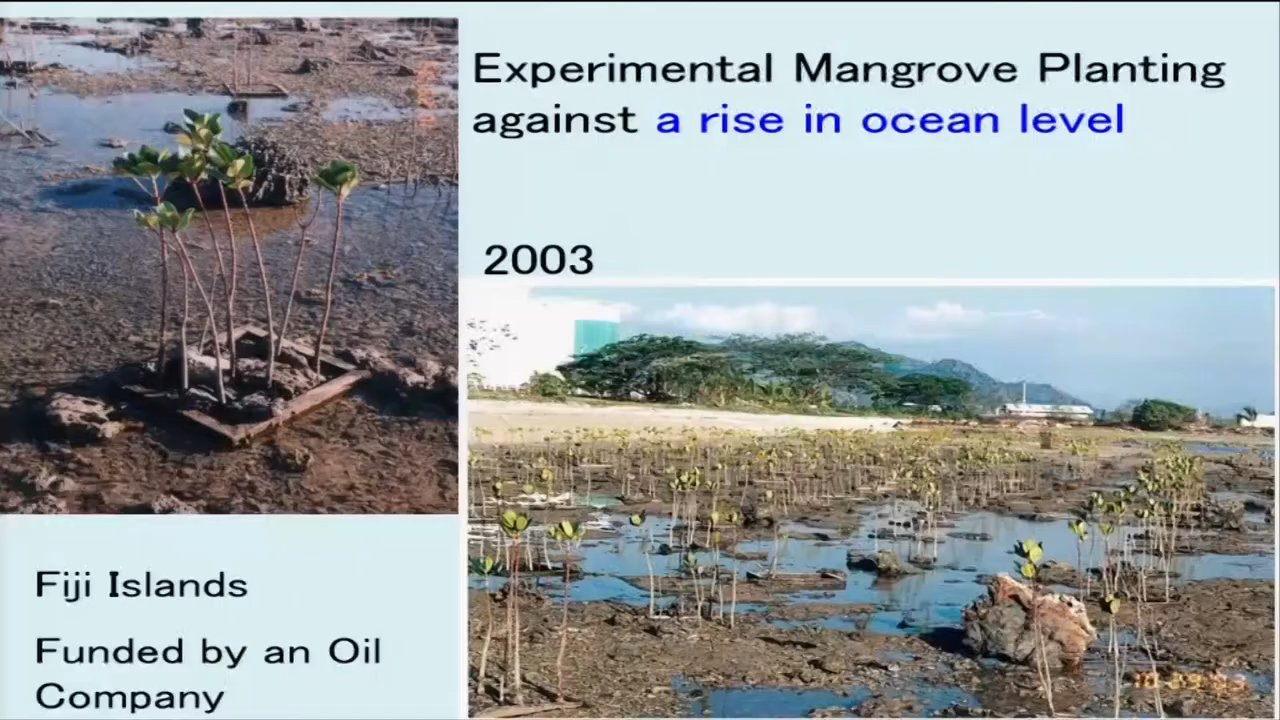 Experimental Mangrove Planting
against a rise in ocean level
2003
Fiji Islands
Funded by an Oil
Company